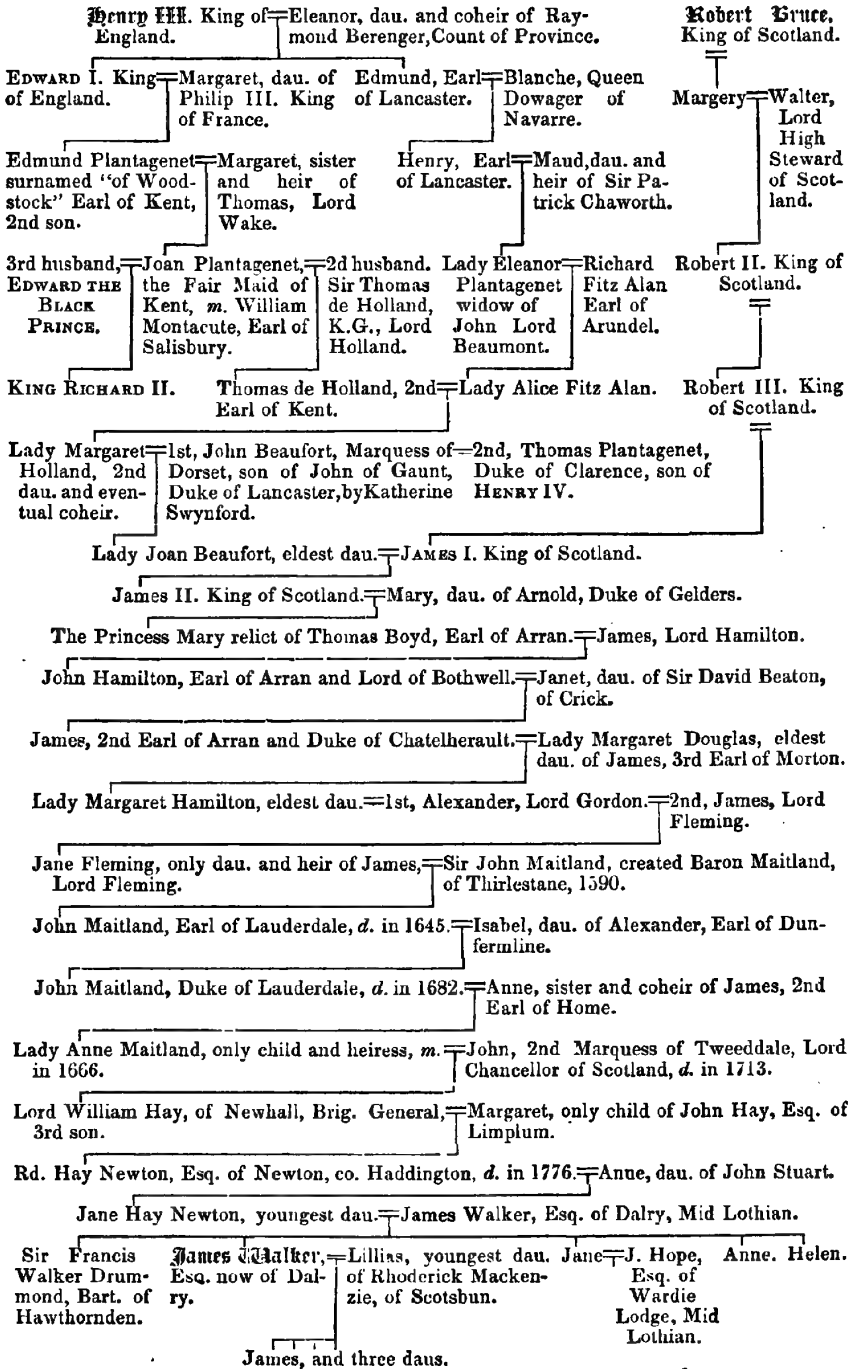 Henry III. King of=Eleanor, dau. and coheir of Ray- Robert Bruce,
England. mond Berenger, Count of Province. King of Scotland.
EDWARD I. King=Margaret, dau. of Edmund, Earl=Blanche, Queen Margery=Walter,
of England. Philip III. King of Lancaster. Dowager of Lord
of France. Navarre. High
Edmund Plantagenet=Margaret, sister Henry, Earl=Maud, dau. and Steward
surnamed "of Wood- and heir of of Lancaster. heir of Sir Pa- of Scot-
stock" Earl of Kent, Thomas, Lord trick Chaworth. land.
2nd son. Wake.
3rd husband,=Joan Plantagenet,=2d husband. Lady Eleanor=Richard Robert II. King of
EDWARD THE the Fair Maid of Sir Thomas Plantagenet Fitz Alan Scotland.
BLACK Kent, m. William de Holland, widow of Earl of
PRINCE. Montacute, Earl of K.G., Lord John Lord Arundel.
Salisbury. Holland. Beaumont.
KING RICHARD II. Thomas de Holland, 2nd=Lady Alice Fitz Alan. Robert III. King
Earl of Kent. of Scotland.
Lady Margaret=1st, John Beaufort, Marquess of=2nd, Thomas Plantagenet,
Holland, 2nd Dorset, son of John of Gaunt, Duke of Clarence, son of
dau. and even- Duke of Lancaster, by Katherine HENRY IV.
tual coheir. Swynford.
Lady Joan Beaufort, eldest dau.=JAMES I. King of Scotland.
James II. King of Scotland.=Mary, dau. of Arnold, Duke of Gelders.
The Princess Mary relict of Thomas Boyd, Earl of Arran.=James, Lord Hamilton.
John Hamilton, Earl of Arran and Lord of Bothwell.=Janet, dau. of Sir David Beaton,
of Crick.
James, 2nd Earl of Arran and Duke of Chatelherault.=Lady Margaret Douglas, eldest
dau. of James, 3rd Earl of Morton.
Lady Margaret Hamilton, eldest dau.=1st, Alexander, Lord Gordon.=2nd, James, Lord
Fleming.
Jane Fleming, only dau. and heir of James,=Sir John Maitland, created Baron Maitland,
Lord Fleming. of Thirlestane, 1590.
John Maitland, Earl of Lauderdale, d. in 1645.=Isabel, dau. of Alexander, Earl of Dun-
fermline.
John Maitland, Duke of Lauderdale, d. in 1682.=Anne, sister and coheir of James, 2nd
Earl of Home.
Lady Anne Maitland, only child and heiress, m.=John, 2nd Marquess of Tweeddale, Lord
in 1666. Chancellor of Scotland, d. in 1713.
Lord William Hay, of Newhall, Brig. General,=Margaret, only child of John Hay, Esq. of
3rd son. Limplum.
Rd. Hay Newton, Esq. of Newton, co. Haddington, d. in 1776.=Anne, dau. of John Stuart.
Jane Hay Newton, youngest dau.=James Walker, Esq. of Dalry, Mid Lothian.
Sir Francis James Walker,=Lillias, youngest dau. Jane=J. Hope, Anne. Helen.
Walker Drum- Esq. now of Dal- of Rhoderick Macken- Esq. of
mond, Bart. of ry. zie, of Scotsbun. Wardie
Hawthornden. Lodge, Mid
Lothian.
James, and three daus.